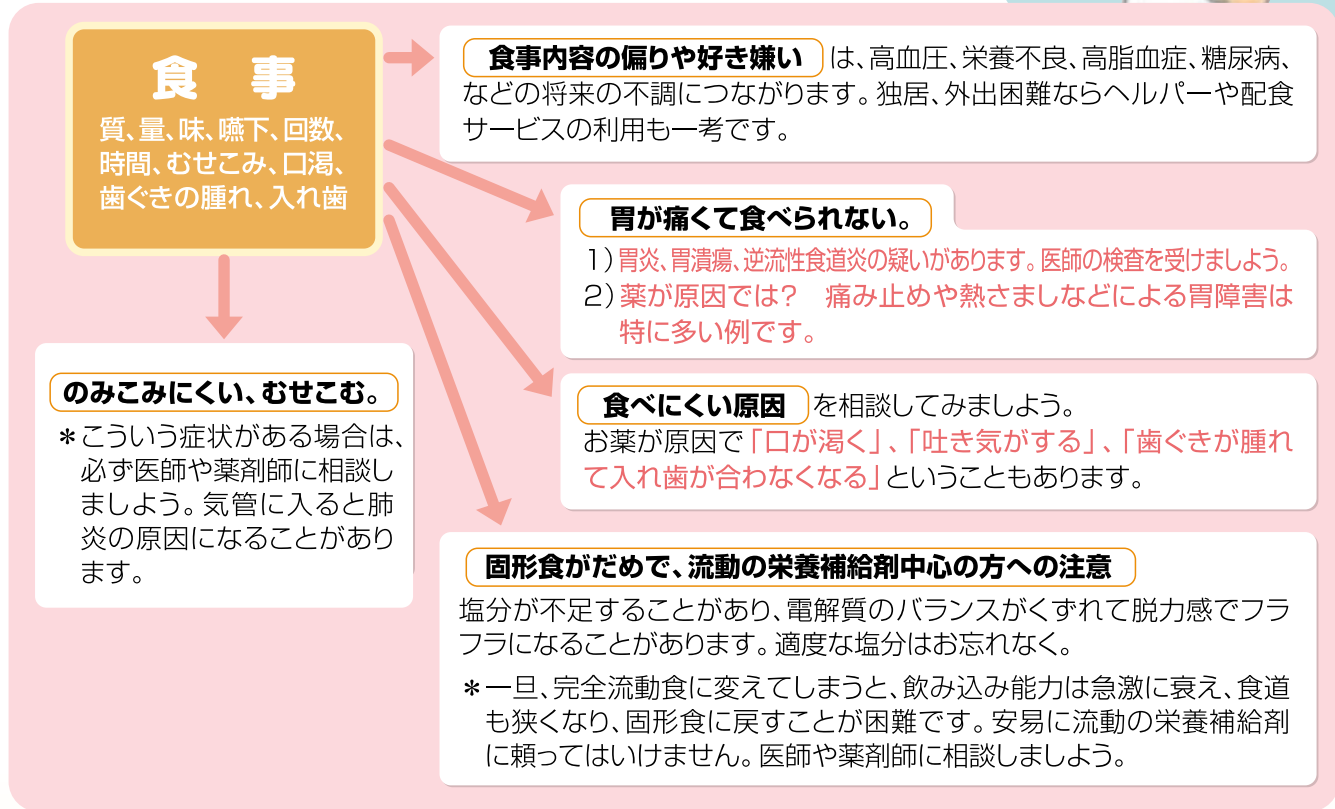 食 事
質、量、味、嚥下、回数、
時間、むせこみ、口渇、
歯ぐきの腫れ、入れ歯
食事内容の偏りや好き嫌い は、高血圧、栄養不良、高脂血症、糖尿病、
などの将来の不調につながります。独居、外出困難ならヘルパーや配食
サービスの利用も一考です。
胃が痛くて食べられない。
1)胃炎、胃潰瘍、逆流性食道炎の疑いがあります。医師の検査を受けましよう。
2)薬が原因では? 痛み止めや熱さましなどによる胃障害は
特に多い例です。
のみこみにくい、むせこむ。
*こういう症状がある場合は、
必ず医師や薬剤師に相談し
ましよう。気管に入ると肺
炎の原因になることがあり
ます。
食べにくい原因 を相談してみましょう。
お薬が原因で「口が渇く」、「吐き気がする」、「歯ぐきが腫れ
て入れ歯が合わなくなる」ということもあります。
固形食がだめで、流動の栄養補給剤中心の方への注意
塩分が不足することがあり、電解質のバランスがくずれて脱力感でフラ
フラになることがあります。適度な塩分はお忘れなく。
*一旦、完全流動食に変えてしまうと、飲み込み能力は急激に衰え、食道
も狭くなり、固形食に戻すことが困難です。安易に流動の栄養補給剤
に頼ってはいけません。医師や薬剤師に相談しましょう。